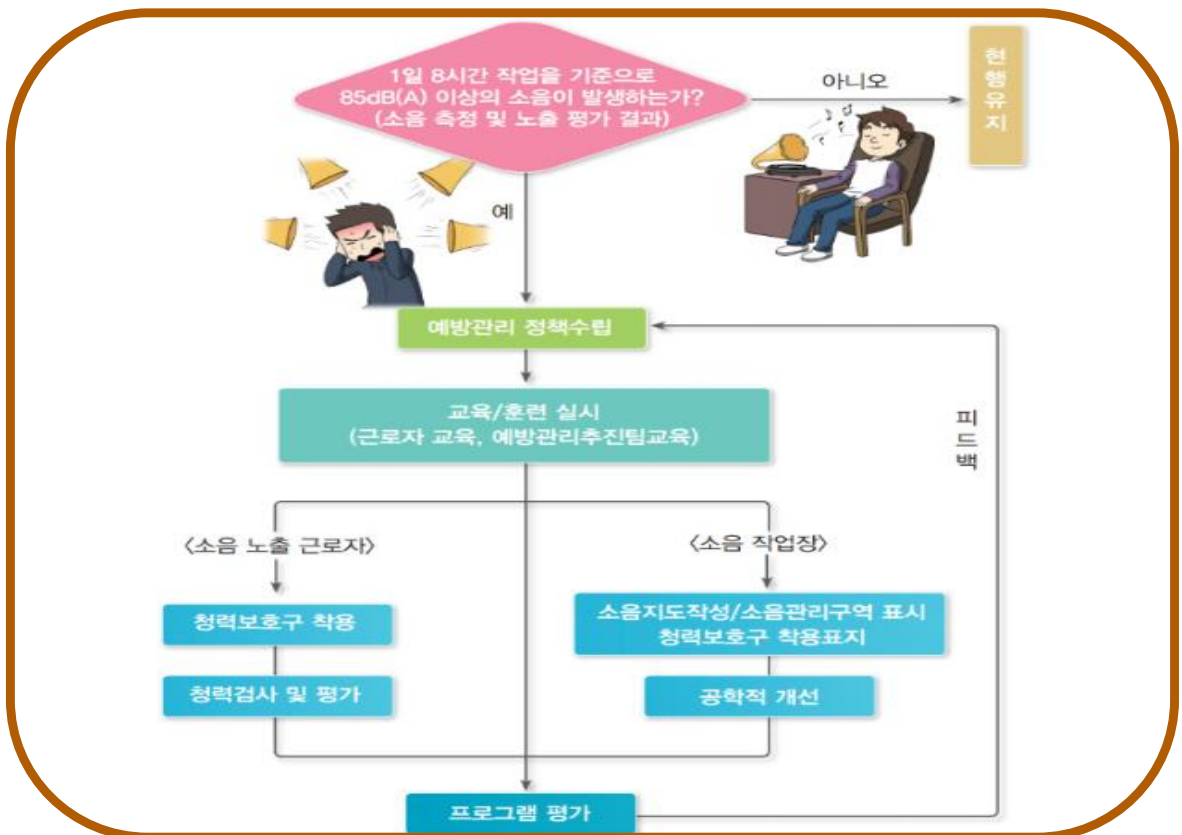 1일 8시간 작업을 기준으로
85dB(A) 이상의 소음이 발생하는가?
(소음 측정 및 노출 평가 결과)
아니오
현행유지
예
예방관리 정책수립
교육/훈련 실시
(근로자 교육, 예방관리추진팀교육)
피드백
〈소음 노출 근로자〉
〈소음 작업장〉
청력보호구 착용
소음지도작성/소음관리구역 표시
청력보호구 착용표지
청력검사 및 평가
공학적 개선
프로그램 평가